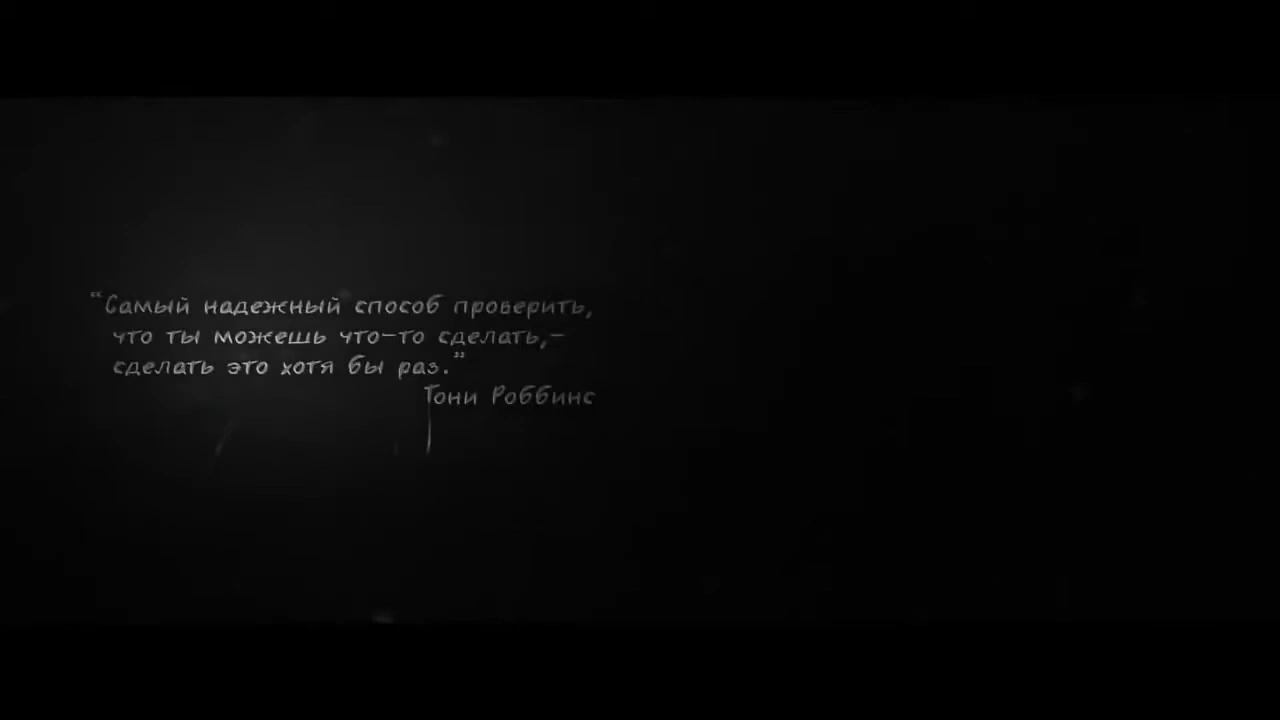 “Самый надежный способ проверить,
что ты можешь что-то сделать,-
сделать это хотя бы раз.”
Тони Роббинс